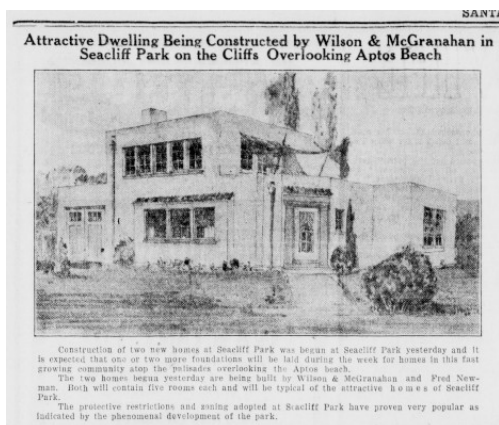 SANTA
Attractive Dwelling Being Constructed by Wilson & McGranahan in
Seacliff Park on the Cliffs Overlooking Aptos Beach
Construction of two new homes at Seacliff Park was begun at Seacliff Park yesterday and it
is expected that one or two more foundations will be laid during the week for homes in this fast
growing community atop the palisades overlooking the Aptos beach.
The two homes begun yesterday are being built by Wilson & McGranahan and Fred New-
man. Both will contain five rooms each and will be typical of the attractive homes of Seacliff
Park.
The protective restrictions and zoning adopted at Seacliff Park have proven very popular as
indicated by the phenomenal development of the park.